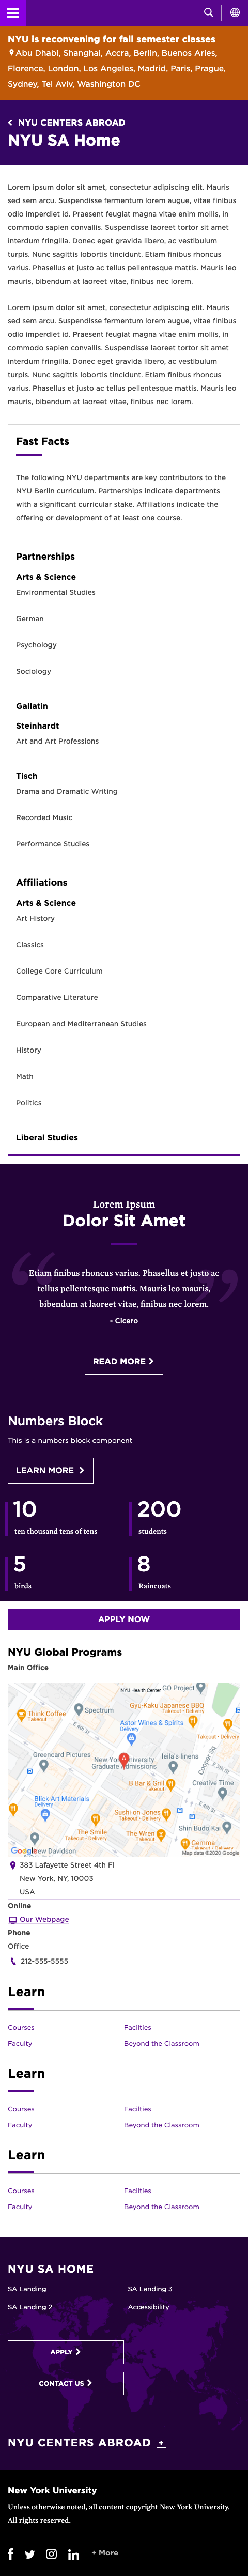 NYU is reconvening for fall semester classes
Abu Dhabi, Shanghai, Accra, Berlin, Buenos Aries,
Florence, London, Los Angeles, Madrid, Paris, Prague,
Sydney, Tel Aviv, Washington DC
NYU CENTERS ABROAD
NYU SA Home
Lorem ipsum dolor sit amet, consectetur adipiscing elit. Mauris
sed sem arcu. Suspendisse fermentum lorem augue, vitae finibus
odio imperdiet id. Praesent feugiat magna vitae enim mollis, in
commodo sapien convallis. Suspendisse laoreet tortor sit amet
interdum fringilla. Donec eget gravida libero, ac vestibulum
turpis. Nunc sagittis lobortis tincidunt. Etiam finibus rhoncus
varius. Phasellus et justo ac tellus pellentesque mattis. Mauris leo
mauris, bibendum at laoreet vitae, finibus nec lorem.
Lorem ipsum dolor sit amet, consectetur adipiscing elit. Mauris
sed sem arcu. Suspendisse fermentum lorem augue, vitae finibus
odio imperdiet id. Praesent feugiat magna vitae enim mollis, in
commodo sapien convallis. Suspendisse laoreet tortor sit amet
interdum fringilla. Donec eget gravida libero, ac vestibulum
turpis. Nunc sagittis lobortis tincidunt. Etiam finibus rhoncus
varius. Phasellus et justo ac tellus pellentesque mattis. Mauris leo
mauris, bibendum at laoreet vitae, finibus nec lorem.
Fast Facts
The following NYU departments are key contributors to the
NYU Berlin curriculum. Partnerships indicate departments
with a significant curricular stake. Affiliations indicate the
offering or development of at least one course.
Partnerships
Arts & Science
Environmental Studies
German
Psychology
Sociology
Gallatin
Steinhardt
Art and Art Professions
Tisch
Drama and Dramatic Writing
Recorded Music
Performance Studies
Affiliations
Arts & Science
Art History
Classics
College Core Curriculum
Comparative Literature
European and Mediterranean Studies
History
Math
Politics
Liberal Studies
Lorem Ipsum
Dolor Sit Amet
Etiam finibus rhoncus varius. Phasellus et justo ac
tellus pellentesque mattis. Mauris leo mauris,
bibendum at laoreet vitae, finibus nec lorem.
- Cicero
READ MORE
Numbers Block
This is a numbers block component
LEARN MORE
10 200
ten thousand tens of tens students
5 8
birds Raincoats
APPLY NOW
NYU Global Programs
Main Office
NYU Health Center GO Project
Gyu-Kaku Japanese BBQ
Takeout • Delivery
Think Coffee
Takeout
Spectrum
E 4th St
Astor Wines & Spirits
Delivery
Takeout • Delivery
Cooper Sq
Greencard Pictures
New York University
Graduate Admissions
A
leila's linens
B Bar & Grill
Takeout
Creative Time
Blick Art Materials
Delivery
Sushi on Jones
Takeout • Delivery
Shin Budo Kai
The Smile
Takeout • Delivery
The Wren
Takeout
Gemma
Takeout • Delivery
Davidson
Google
Map data ©2020 Google
383 Lafayette Street 4th Fl
New York, NY, 10003
USA
Online
Our Webpage
Phone
Office
212-555-5555
Learn
Courses Facilties
Faculty Beyond the Classroom
Learn
Courses Facilties
Faculty Beyond the Classroom
Learn
Courses Facilties
Faculty Beyond the Classroom
NYU SA HOME
SA Landing SA Landing 3
SA Landing 2 Accessibility
APPLY
CONTACT US
NYU CENTERS ABROAD +
New York University
Unless otherwise noted, all content copyright New York University.
All rights reserved.
+ More